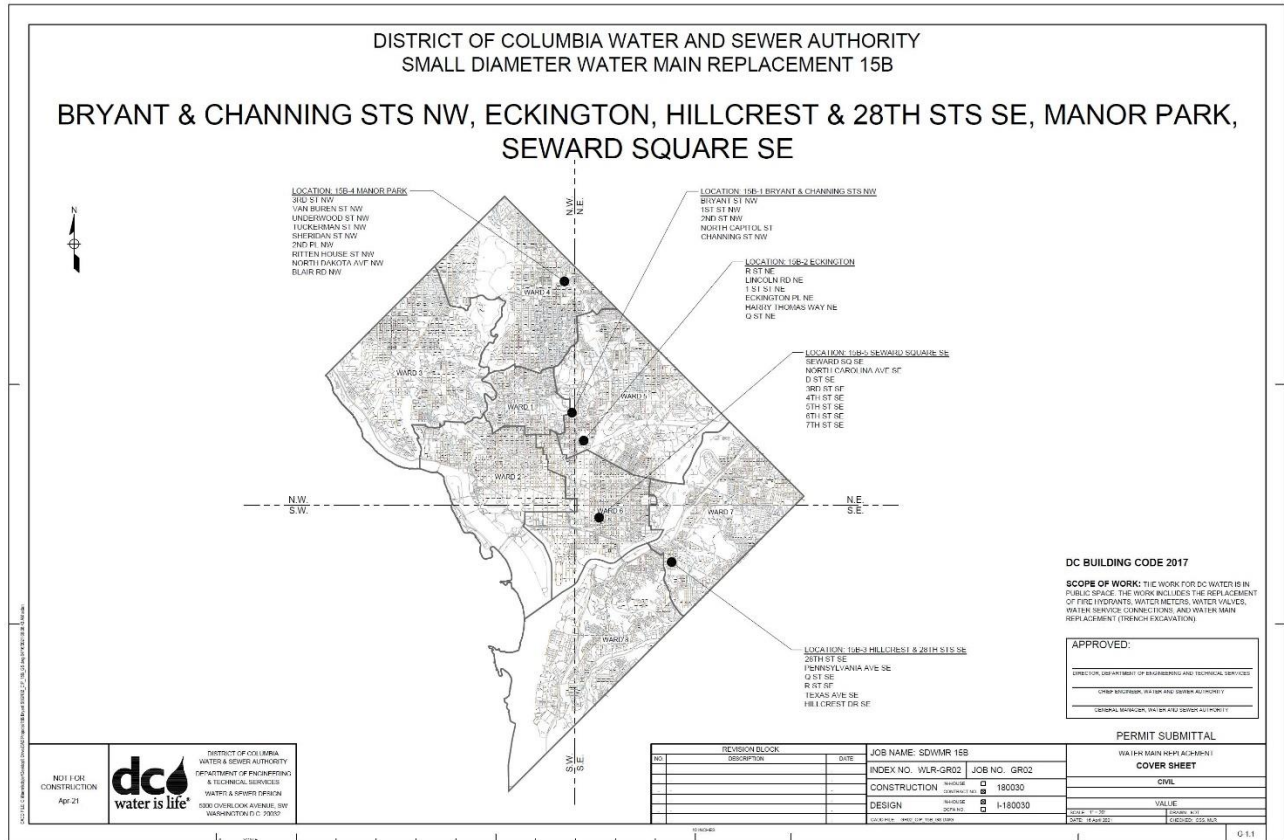 DISTRICT OF COLUMBIA WATER AND SEWER AUTHORITY
SMALL DIAMETER WATER MAIN REPLACEMENT 15B
BRYANT & CHANNING STS NW, ECKINGTON, HILLCREST & 28TH STS SE, MANOR PARK,
SEWARD SQUARE SE
N
LOCATION: 15B-4 MANOR PARK
3RD ST NW
VAN BUREN ST NW
UNDERWOOD ST NW
TUCKERMAN ST NW
SHERIDAN ST NW
2ND PL NW
RITTEN HOUSE ST NW
NORTH DAKOTA AVE NW
BLAIR RD NW
N.W.
N.E.
LOCATION: 15B-1 BRYANT & CHANNING STS NW
BRYANT ST NW
1ST ST NW
2ND ST NW
NORTH CAPITOL ST
CHANNING ST NW
LOCATION: 15B-2 ECKINGTON
R ST NE
LINCOLN RD NE
1 ST ST NE
ECKINGTON PL NE
HARRY THOMAS WAY NE
Q ST NE
LOCATION: 15B-5 SEWARD SQUARE SE
SEWARD SQ SE
NORTH CAROLINA AVE SE
D ST SE
3RD ST SE
4TH ST SE
5TH ST SE
6TH ST SE
7TH ST SE
WARD 4
WARD 3
WARD 1
WARD 5
WARD 2
WARD 6
WARD 7
WARD 8
N.W.
S.W.
N.E.
S.E.
LOCATION: 15B-3 HILLCREST & 28TH STS SE
28TH ST SE
PENNSYLVANIA AVE SE
Q ST SE
R ST SE
TEXAS AVE SE
HILLCREST DR SE
S.W.
S.E.
DC BUILDING CODE 2017
SCOPE OF WORK: THE WORK FOR DC WATER IS IN
PUBLIC SPACE. THE WORK INCLUDES THE REPLACEMENT
OF FIRE HYDRANTS, WATER METERS, WATER VALVES,
WATER SERVICE CONNECTIONS, AND WATER MAIN
REPLACEMENT (TRENCH EXCAVATION).
APPROVED:
DIRECTOR, DEPARTMENT OF ENGINEERING AND TECHNICAL SERVICES
CHIEF ENGINEER, WATER AND SEWER AUTHORITY
GENERAL MANAGER, WATER AND SEWER AUTHORITY
PERMIT SUBMITTAL
NOT FOR
CONSTRUCTION
Apr-21
dc
water is life®
DISTRICT OF COLUMBIA
WATER & SEWER AUTHORITY
DEPARTMENT OF ENGINEERING
& TECHNICAL SERVICES
WATER & SEWER DESIGN
5000 OVERLOOK AVENUE, SW
WASHINGTON D.C. 20032
REVISION BLOCK
NO. DESCRIPTION DATE
JOB NAME: SDWMR 15B
INDEX NO. WLR-GR02 JOB NO. GR02
CONSTRUCTION INHOUSE CONTRACT NO. 180030
DESIGN INHOUSE DCFA NO. I-180030
WATER MAIN REPLACEMENT
COVER SHEET
CIVIL
VALUE
G-1.1